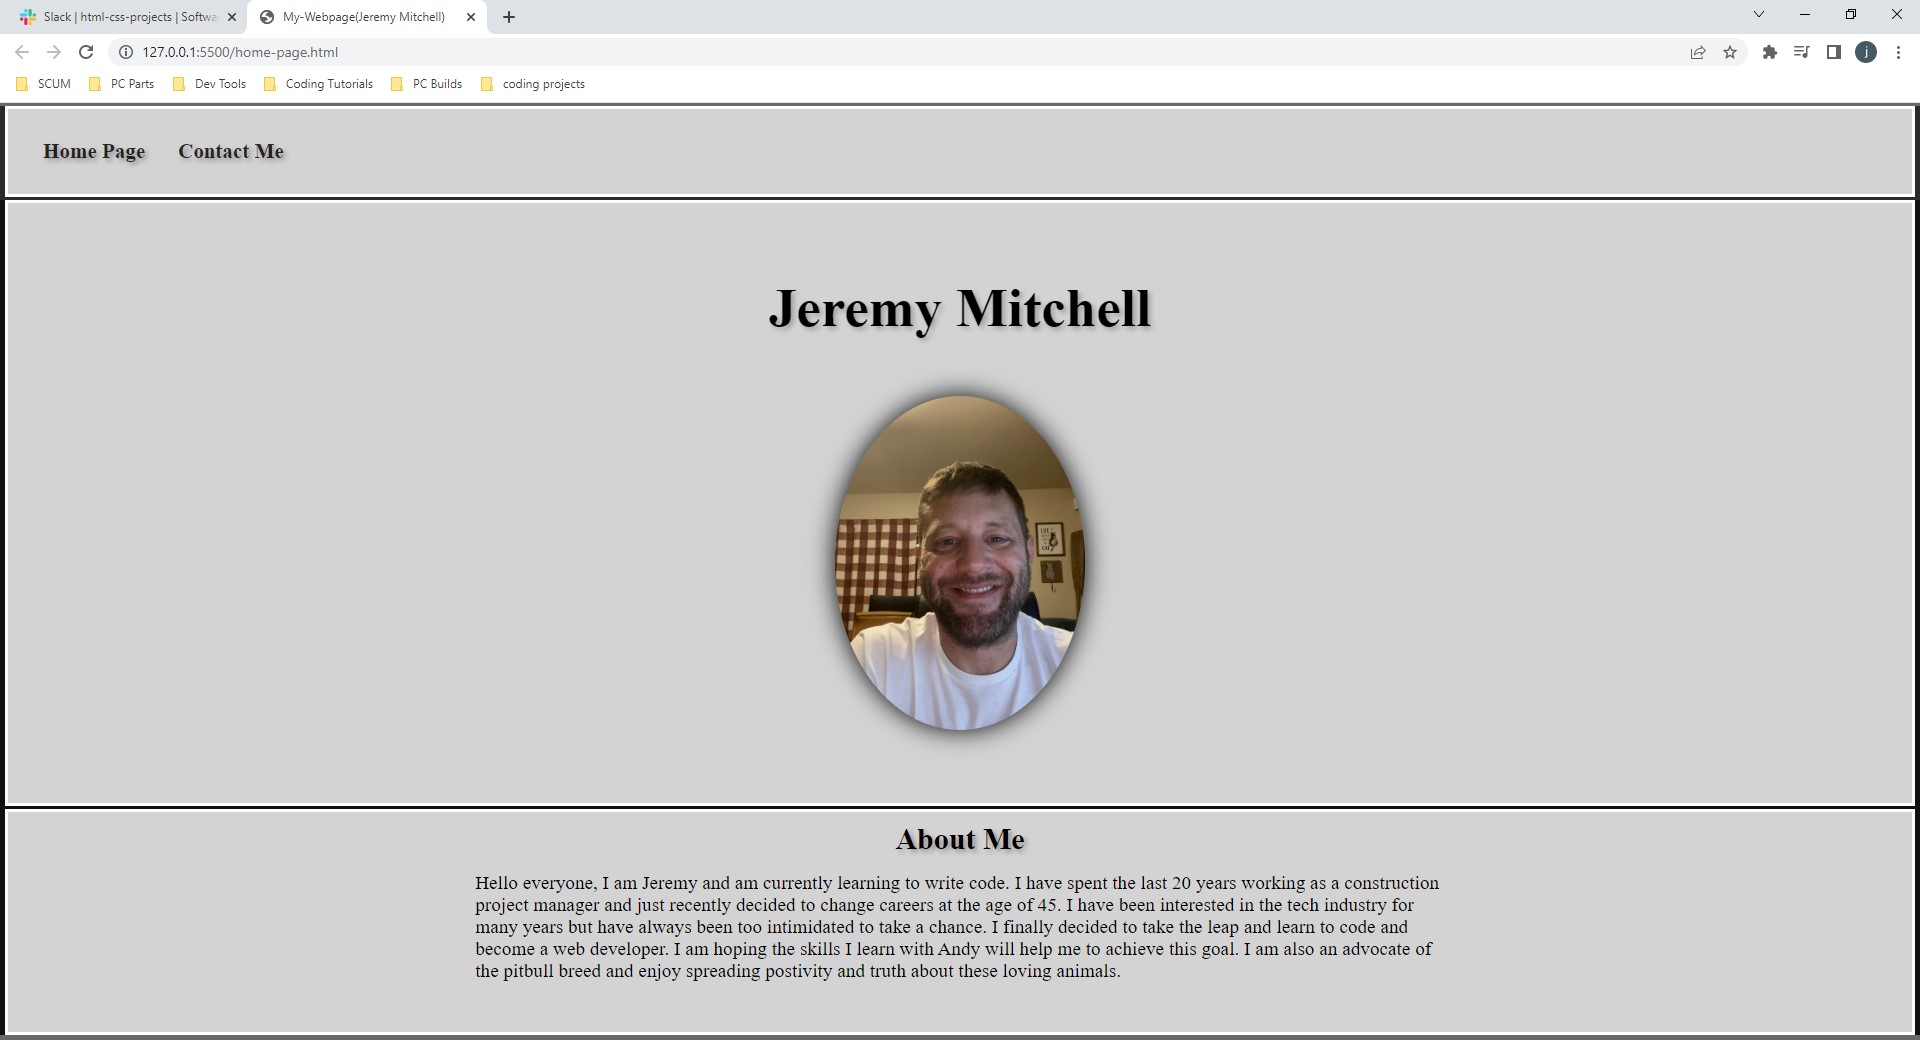 Slack | html-css-projects | Softwa
My-Webpage(Jeremy Mitchell)
127.0.0.1:5500/home-page.html
j
SCUM
PC Parts
Dev Tools
Coding Tutorials
PC Builds
coding projects
Home Page
Contact Me
Jeremy Mitchell
About Me
Hello everyone, I am Jeremy and am currently learning to write code. I have spent the last 20 years working as a construction
project manager and just recently decided to change careers at the age of 45. I have been interested in the tech industry for
many years but have always been too intimidated to take a chance. I finally decided to take the leap and learn to code and
become a web developer. I am hoping the skills I learn with Andy will help me to achieve this goal. I am also an advocate of
the pitbull breed and enjoy spreading postivity and truth about these loving animals.